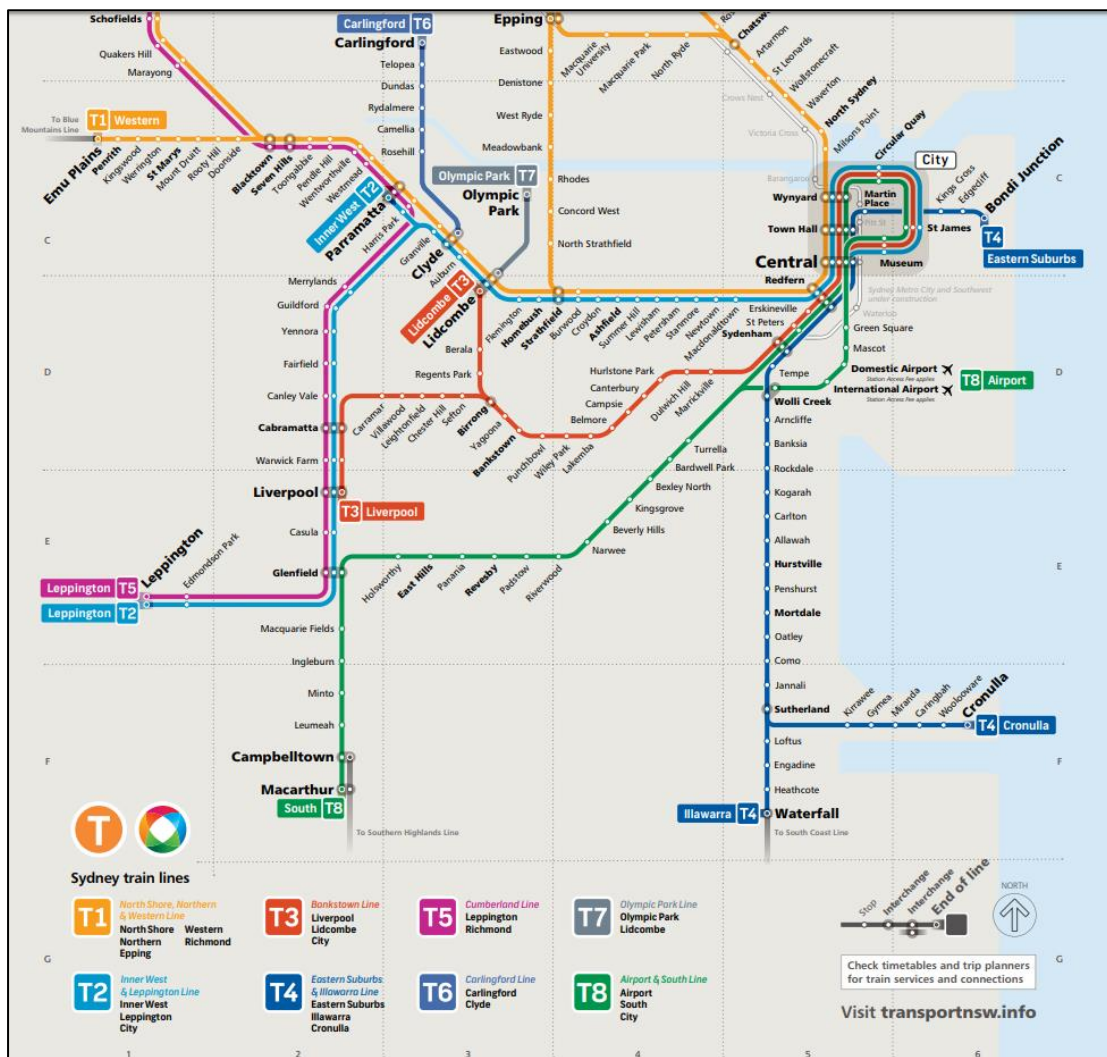 Schofields
Quakers Hill
Marayong
Carlingford T6
Carlingford
Telopea
Dundas
Rydalmere
Camellia
Rosehill
Epping
Eastwood
Denistone
West Ryde
Meadowbank
Rhodes
Concord West
North Strathfield
Macquarie
University
Macquarie Park
North Ryde
Chatsw
Artarmon
St Leonards
Wollstonecraft
Waverton
North Sydney
Milsons Point
Circular Quay
Crows Nest
Victoria Cross
Barangaroo
City
To Blue
Mountains Line
T1 Western
Emu Plains
Penrith
Kingswood
Werrington
St Marys
Mount Druitt
Rooty Hill
Doonside
Blacktown
Seven Hills
Toongabbie
Pendle Hill
Wentworthville
Westmead
Inner West T2
Parramatta
Harris Park
Granville
Clyde
Auburn
Olympic Park T7
Olympic
Park
Lidcombe T3
Lidcombe
Flemington
Homebush
Strathfield
Burwood
Croydon
Ashfield
Summer Hill
Lewisham
Petersham
Stanmore
Newtown
Macdonaldtown
Redfern
Wynyard
Martin
Place
Town Hall
Pitt St
Central
Museum
St James
Kings Cross
Edgecliff
Bondi Junction
T4
Eastern Suburbs
Sydney Metro City and Southwest
under construction
Waterloo
Erskineville
St Peters
Sydenham
Green Square
Mascot
Domestic Airport
Station Access Fee applies
International Airport
Station Access Fee applies
T8 Airport
Merrylands
Guildford
Yennora
Fairfield
Canley Vale
Cabramatta
Warwick Farm
Liverpool
T3 Liverpool
Casula
Glenfield
Berala
Regents Park
Carramar
Villawood
Leightonfield
Chester Hill
Sefton
Birrong
Yagoona
Bankstown
Punchbowl
Wiley Park
Lakemba
Belmore
Campsie
Canterbury
Hurlstone Park
Dulwich Hill
Marrickville
Tempe
Wolli Creek
Arncliffe
Banksia
Rockdale
Kogarah
Carlton
Allawah
Hurstville
Penshurst
Mortdale
Oatley
Como
Jannali
Sutherland
Loftus
Engadine
Heathcote
Illawarra T4
Waterfall
To South Coast Line
Kirrawee
Gymea
Miranda
Caringbah
Woolooware
Cronulla
T4 Cronulla
Turrella
Bardwell Park
Bexley North
Kingsgrove
Beverly Hills
Narwee
Riverwood
Padstow
Revesby
Panania
East Hills
Holsworthy
Leppington
Edmondson Park
Leppington T5
Leppington T2
Macquarie Fields
Ingleburn
Minto
Leumeah
Campbelltown
Macarthur
South T8
To Southern Highlands Line
C
C
D
D
E
E
F
F
G
G
T
Sydney train lines
T1
North Shore, Northern
& Western Line
North Shore Western
Northern Richmond
Epping
T2
Inner West
& Leppington Line
Inner West
Leppington
City
T3
Bankstown Line
Liverpool
Lidcombe
City
T4
Eastern Suburbs
& Illawarra Line
Eastern Suburbs
Illawarra
Cronulla
T5
Cumberland Line
Leppington
Richmond
T6
Carlingford Line
Carlingford
Clyde
T7
Olympic Park Line
Olympic Park
Lidcombe
T8
Airport & South Line
Airport
South
City
Stop
Interchange
Interchange
End of line
NORTH
Check timetables and trip planners
for train services and connections
Visit transportnsw.info
1
2
3
4
5
6